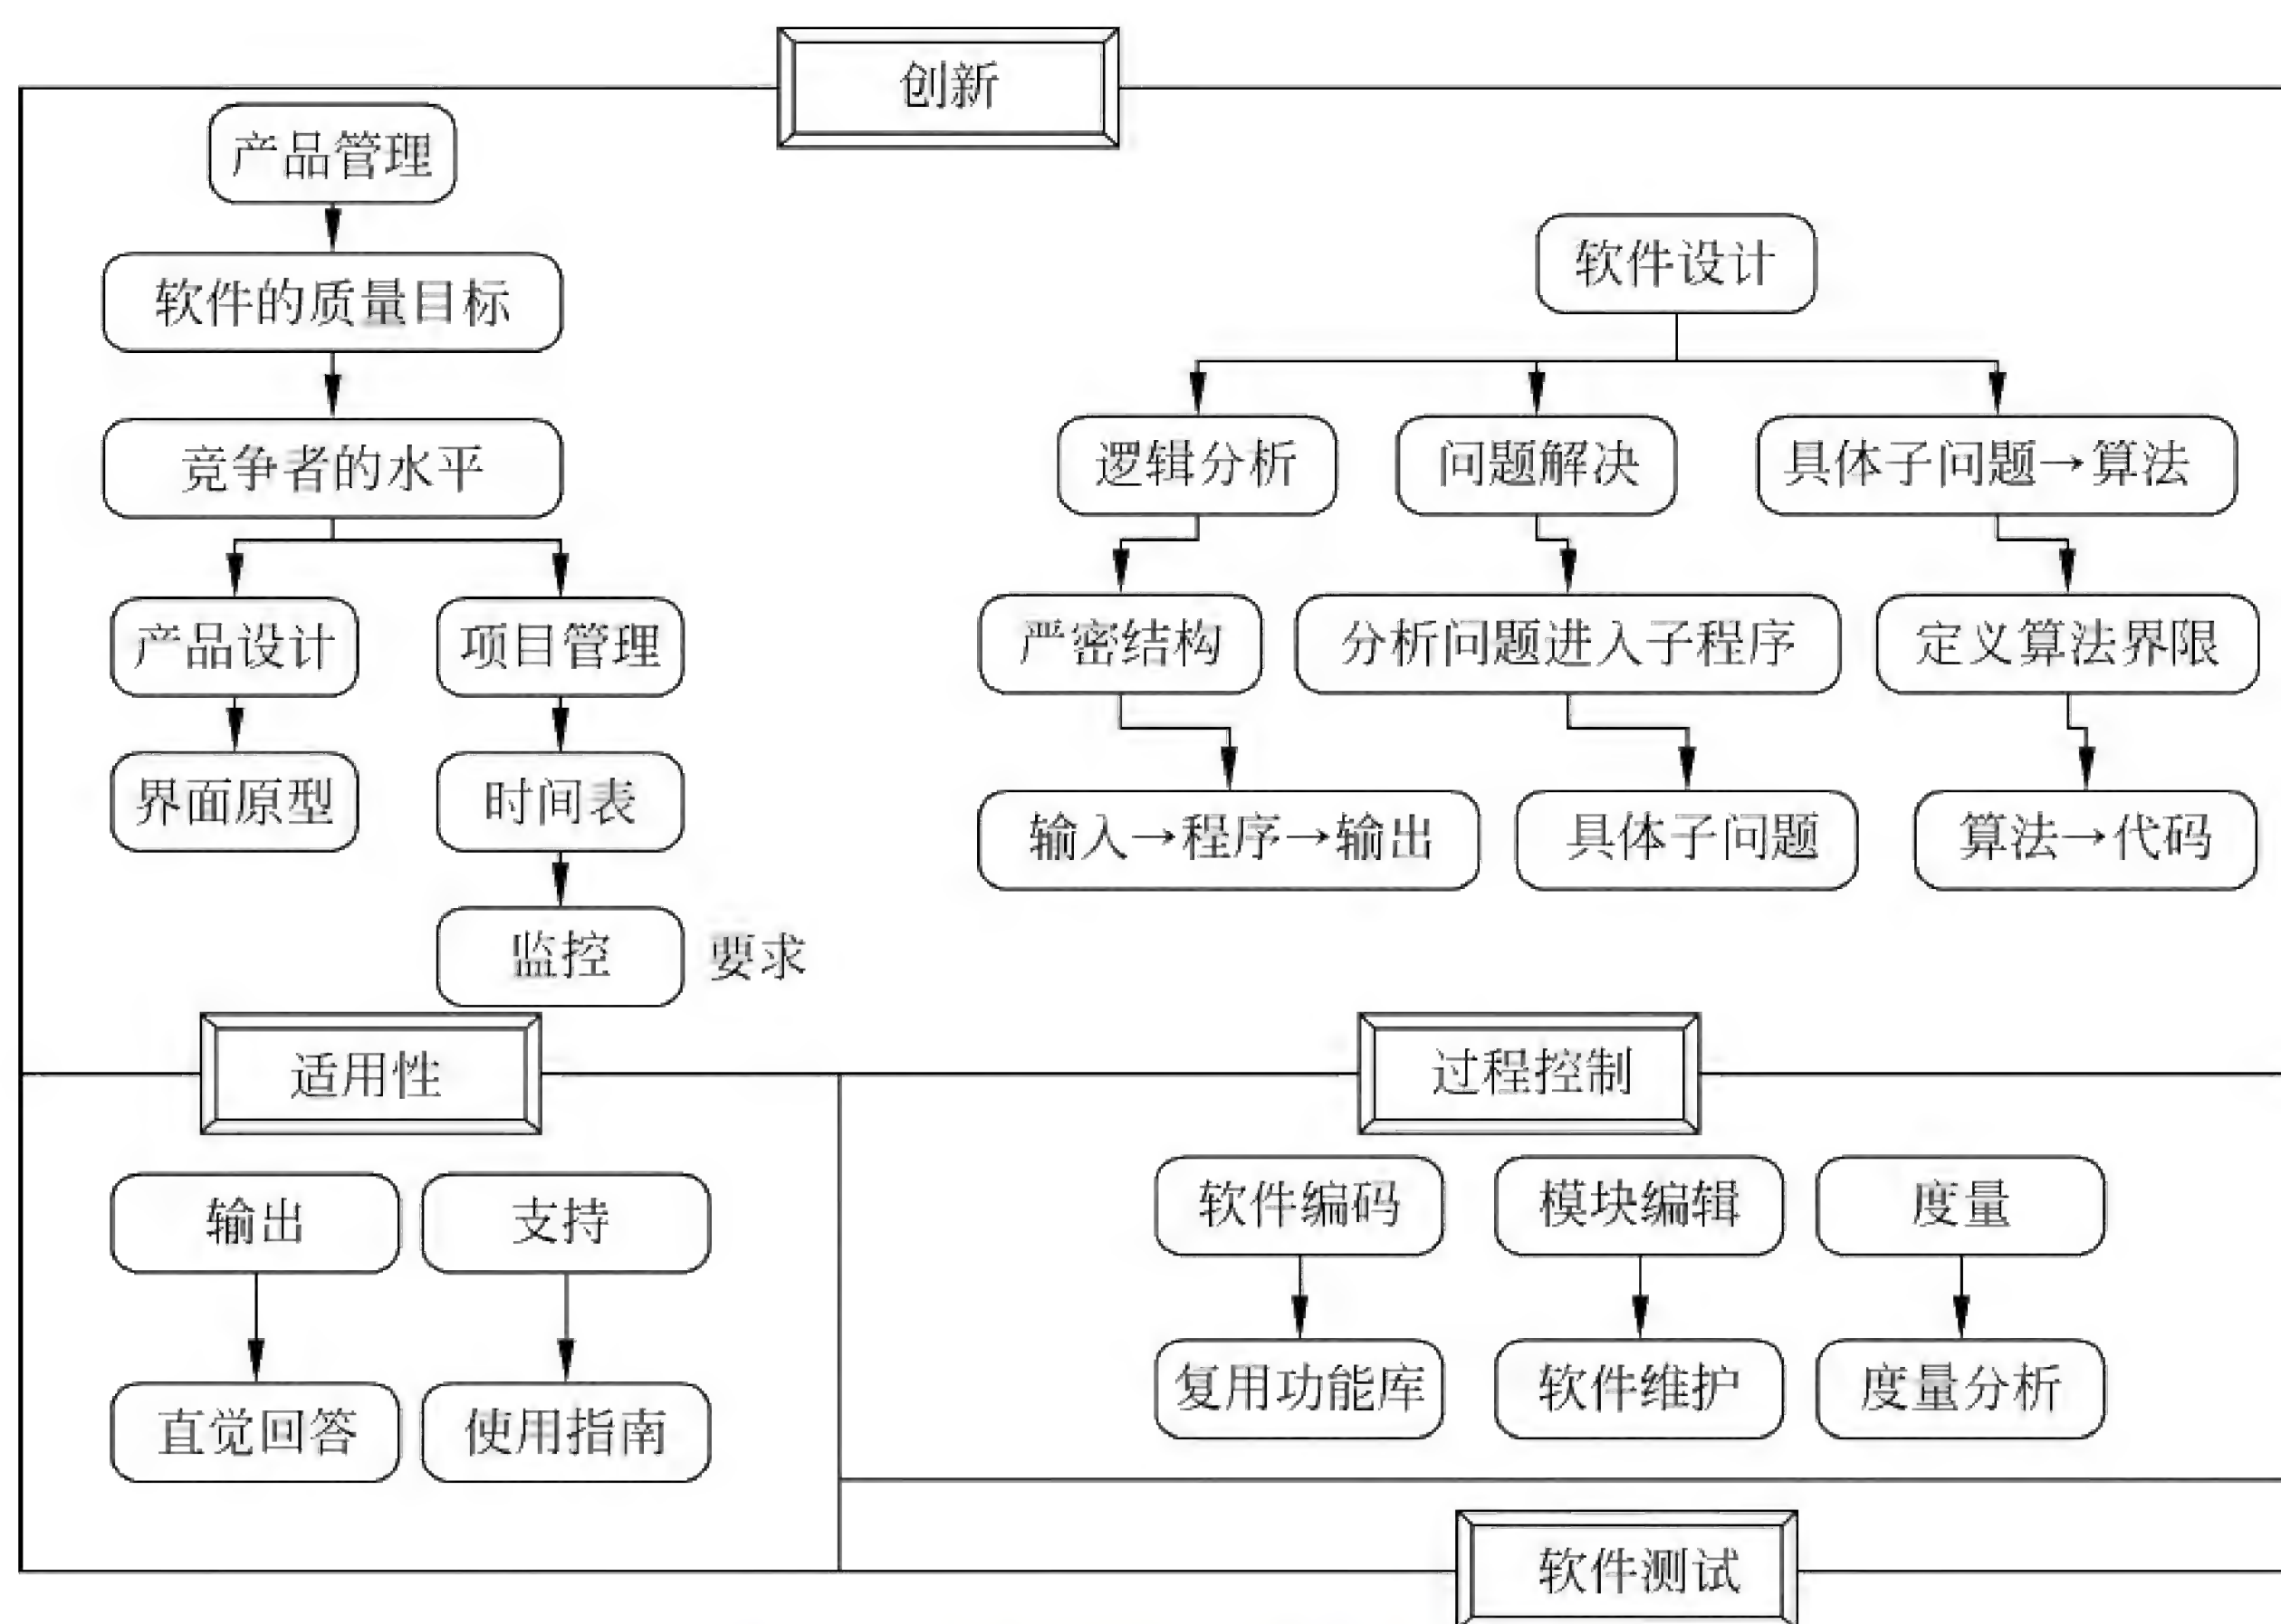 创新
产品管理
软件的质量目标
竞争者的水平
产品设计
项目管理
界面原型
时间表
监控
要求
软件设计
逻辑分析
问题解决
具体子问题→算法
严密结构
分析问题进入子程序
定义算法界限
输入→程序→输出
具体子问题
算法→代码
适用性
输出
支持
直觉回答
使用指南
过程控制
软件编码
模块编辑
度量
复用功能库
软件维护
度量分析
软件测试